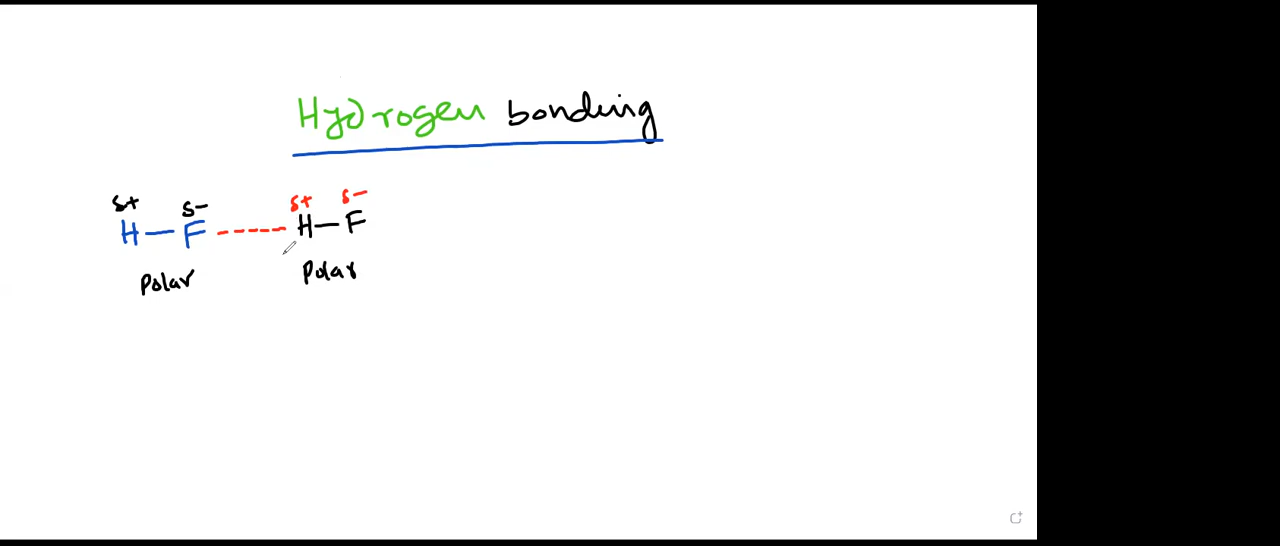 Hydrogen bonding
δ+ δ- δ+ δ-
H—F-----H—F
Polar Polar